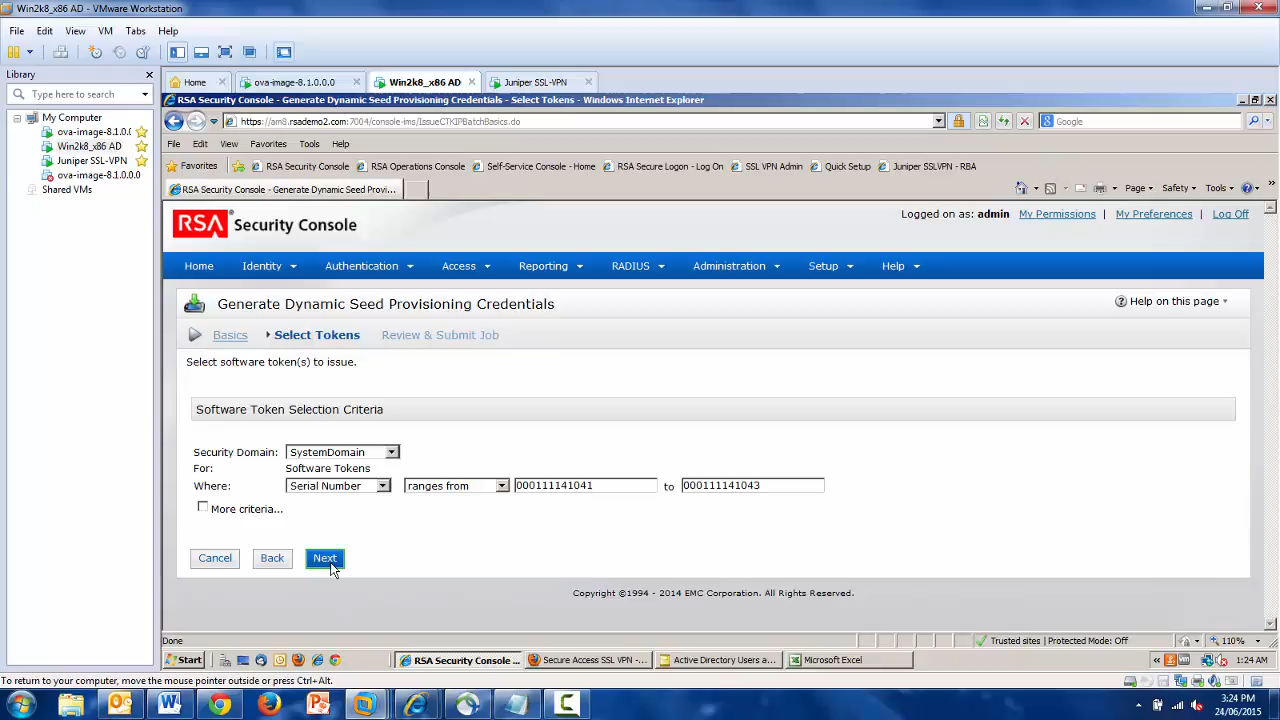 Win2k8_x86 AD - VMware Workstation
File Edit View VM Tabs Help
Library
Type here to search
My Computer
ova-image-8.1.0.(
Win2k8_x86 AD
Juniper SSL-VPN
ova-image-8.1.0.0.0
Shared VMs
Home ova-image-8.1.0.0.0 Win2k8_x86 AD Juniper SSL-VPN
RSA Security Console - Generate Dynamic Seed Provisioning Credentials - Select Tokens - Windows Internet Explorer
https://am8.rsademo2.com:7004/console-ims/IssueCTKIPBatchBasics.do
Google
File Edit View Favorites Tools Help
Favorites RSA Security Console RSA Operations Console Self-Service Console - Home RSA Secure Logon - Log On SSL VPN Admin Quick Setup Juniper SSLVPN - RBA
RSA Security Console - Generate Dynamic Seed Provi...
Page Safety Tools
RSA Security Console
Logged on as: admin My Permissions | My Preferences | Log Off
Home Identity Authentication Access Reporting RADIUS Administration Setup Help
Generate Dynamic Seed Provisioning Credentials
Help on this page
Basics Select Tokens Review & Submit Job
Select software token(s) to issue.
Software Token Selection Criteria
Security Domain: SystemDomain
For: Software Tokens
Where: Serial Number ranges from 000111141041 to 000111141043
More criteria...
Cancel Back Next
Copyright ©1994 - 2014 EMC Corporation. All Rights Reserved.
Done
Trusted sites | Protected Mode: Off
110%
Start RSA Security Console ... Secure Access SSL VPN -... Active Directory Users a... Microsoft Excel
1:24 AM
To return to your computer, move the mouse pointer outside or press Ctrl+Alt.
3:24 PM
24/06/2015